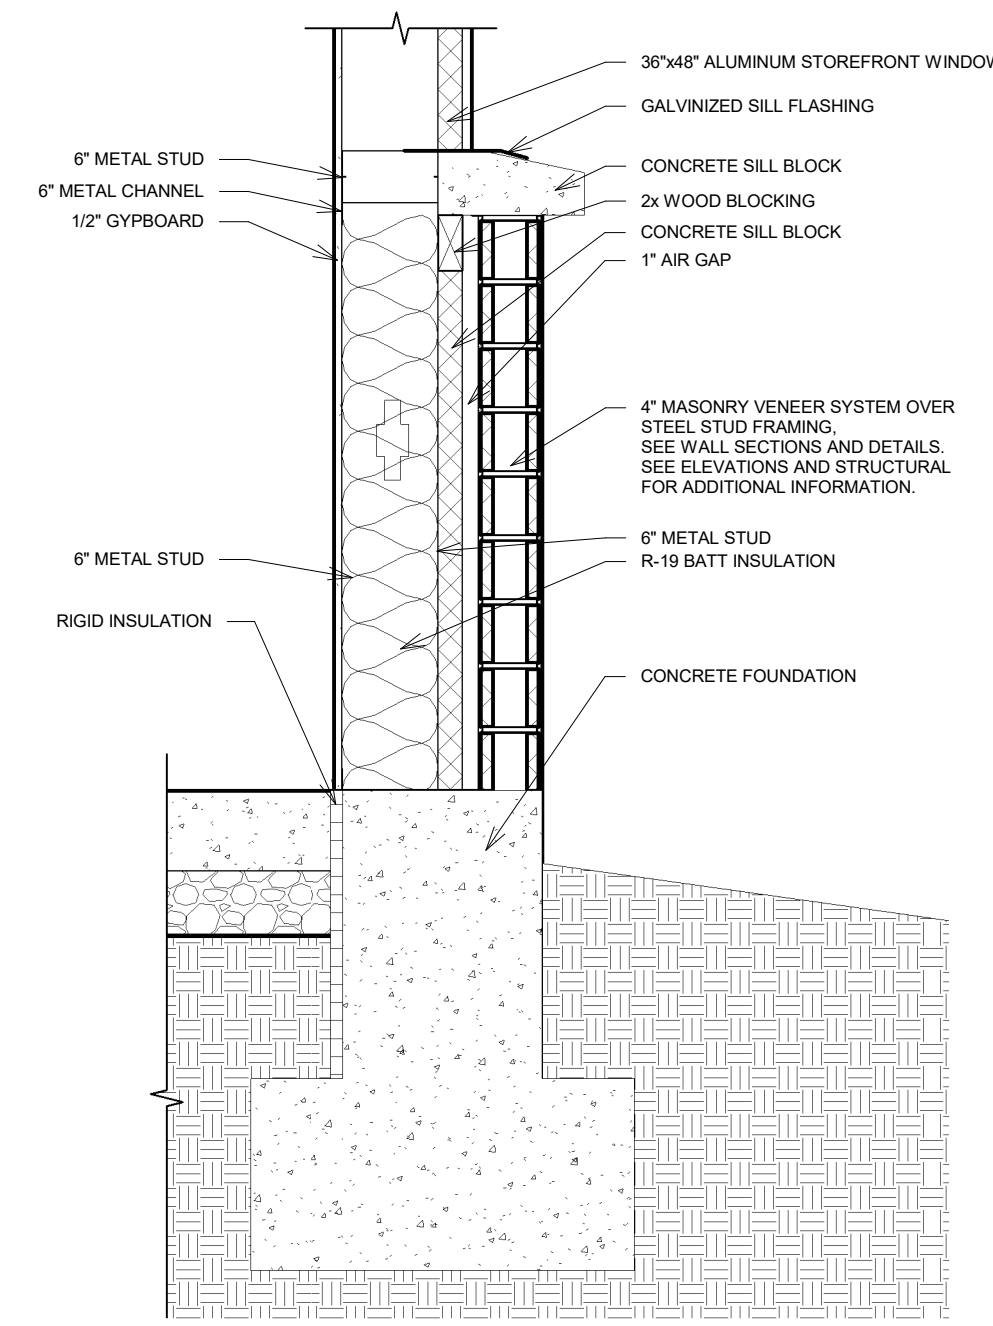 36"x48" ALUMINUM STOREFRONT WINDOW
GALVINIZED SILL FLASHING
6" METAL STUD
CONCRETE SILL BLOCK
6" METAL CHANNEL
2x WOOD BLOCKING
1/2" GYPBOARD
CONCRETE SILL BLOCK
1" AIR GAP
4" MASONRY VENEER SYSTEM OVER
STEEL STUD FRAMING,
SEE WALL SECTIONS AND DETAILS.
SEE ELEVATIONS AND STRUCTURAL
FOR ADDITIONAL INFORMATION.
6" METAL STUD
6" METAL STUD
R-19 BATT INSULATION
RIGID INSULATION
CONCRETE FOUNDATION